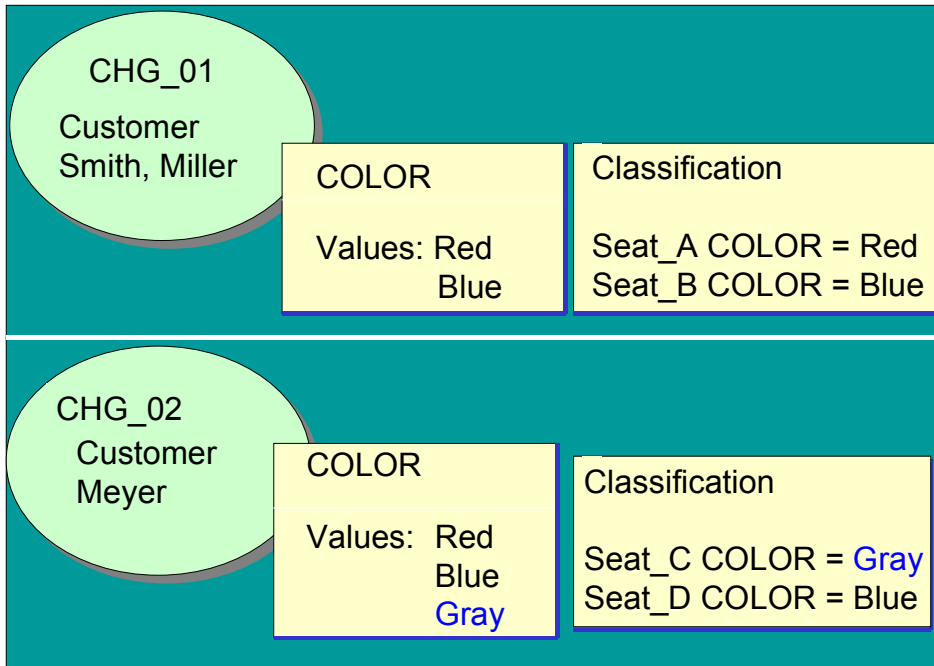 CHG_01
Customer
Smith, Miller
COLOR
Values: Red
Blue
Classification
Seat_A COLOR = Red
Seat_B COLOR = Blue
CHG_02
Customer
Meyer
COLOR
Values: Red
Blue
Gray
Classification
Seat_C COLOR = Gray
Seat_D COLOR = Blue